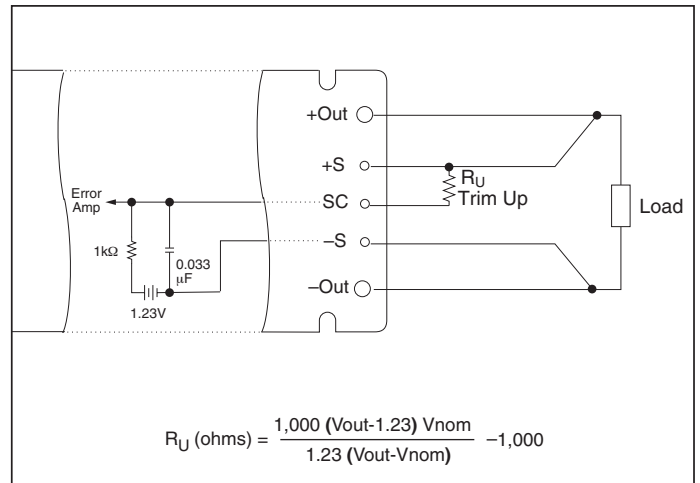 +Out
+S
RU
Trim Up
SC
Error
Amp
Load
1kΩ
0.033
μF
–S
–Out
1.23V
RU (ohms) = 1,000 (Vout-1.23) Vnom / 1.23 (Vout-Vnom) –1,000